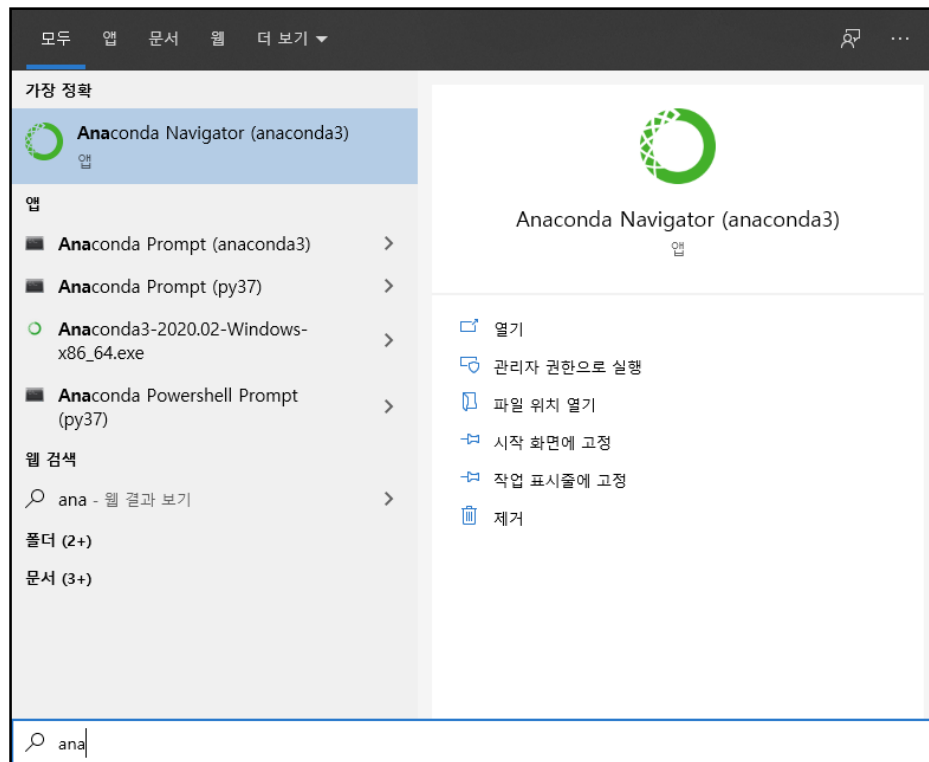 모두 앱 문서 웹 더 보기
가장 정확
Anaconda Navigator (anaconda3)
앱
앱
Anaconda Prompt (anaconda3)
Anaconda Prompt (py37)
Anaconda3-2020.02-Windows-
x86_64.exe
Anaconda Powershell Prompt
(py37)
웹 검색
ana - 웹 결과 보기
폴더 (2+)
문서 (3+)
Anaconda Navigator (anaconda3)
앱
열기
관리자 권한으로 실행
파일 위치 열기
시작 화면에 고정
작업 표시줄에 고정
제거
ana